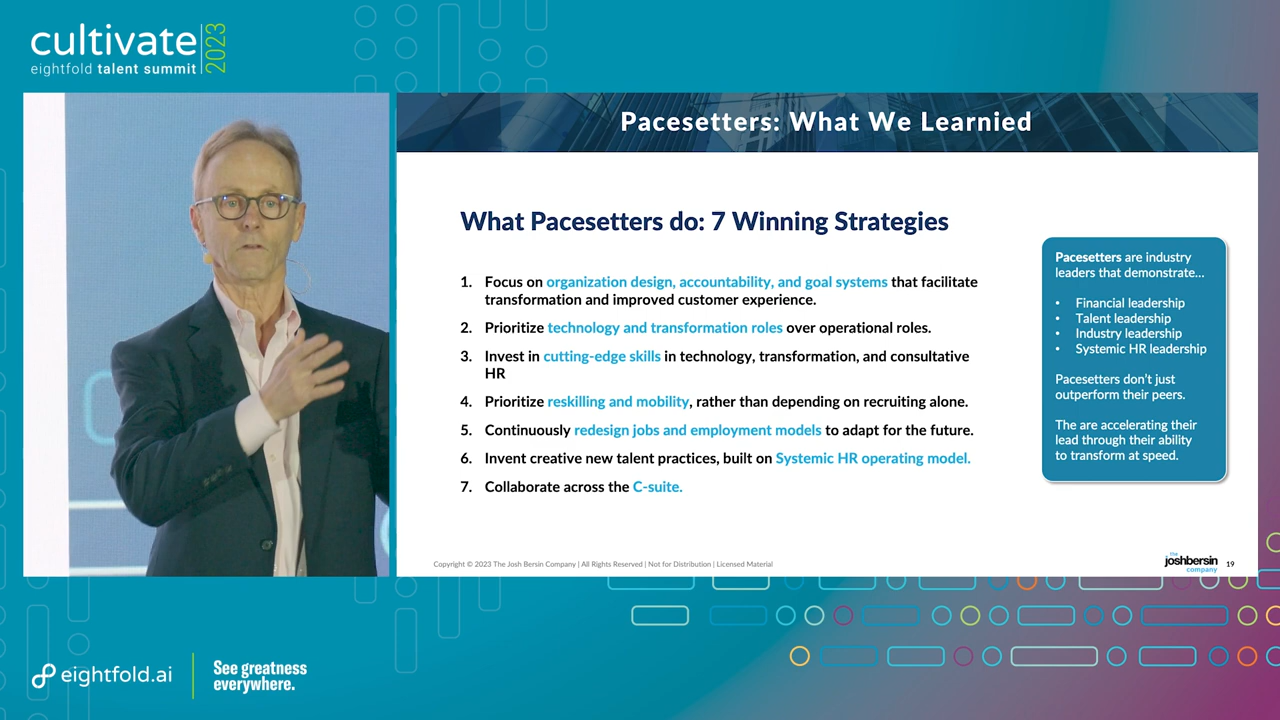 cultivate 2023
eightfold talent summit
Pacesetters: What We Learnied
What Pacesetters do: 7 Winning Strategies
1. Focus on organization design, accountability, and goal systems that facilitate
transformation and improved customer experience.
2. Prioritize technology and transformation roles over operational roles.
3. Invest in cutting-edge skills in technology, transformation, and consultative
HR
4. Prioritize reskilling and mobility, rather than depending on recruiting alone.
5. Continuously redesign jobs and employment models to adapt for the future.
6. Invent creative new talent practices, built on Systemic HR operating model.
7. Collaborate across the C-suite.
Pacesetters are industry
leaders that demonstrate...
• Financial leadership
• Talent leadership
• Industry leadership
• Systemic HR leadership
Pacesetters don't just
outperform their peers.
The are accelerating their
lead through their ability
to transform at speed.
Copyright © 2023 The Josh Bersin Company | All Rights Reserved | Not for Distribution | Licensed Material
the
joshbersin
company
19
eightfold.ai
See greatness
everywhere.